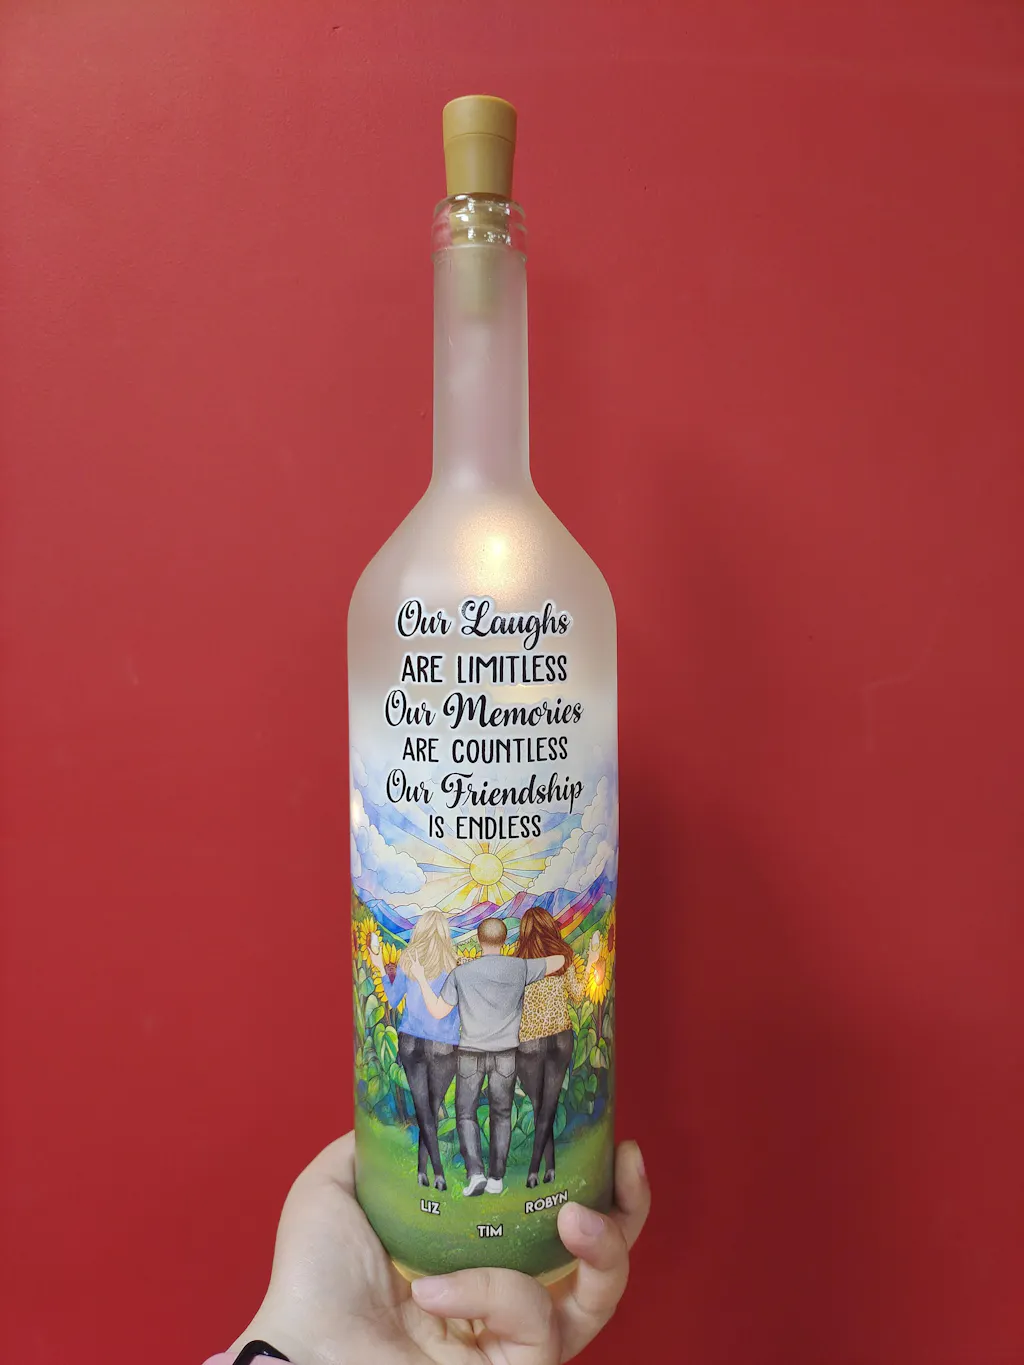 Our Laughs
ARE LIMITLESS
Our Memories
ARE COUNTLESS
Our Friendship
IS ENDLESS
LIZ
TIM
ROBYN